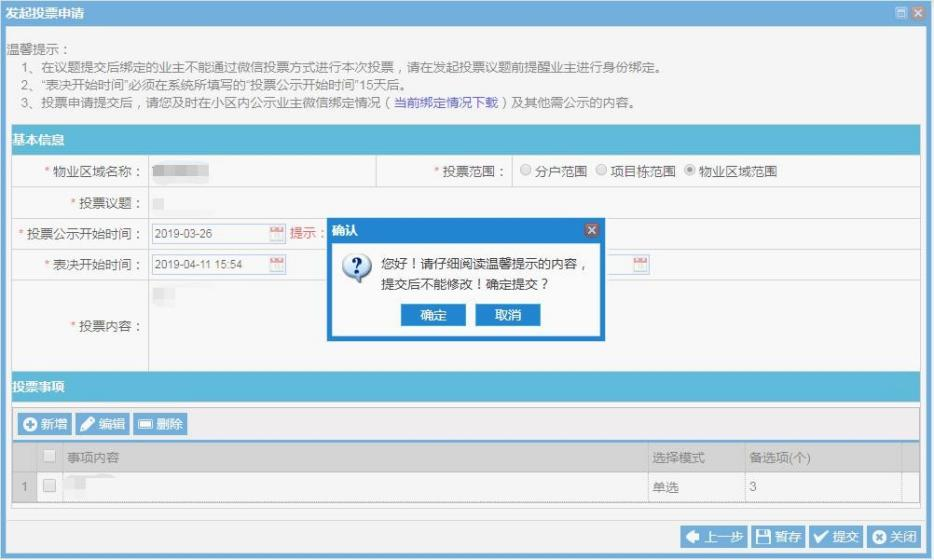 发起投票申请
温馨提示：
1、在议题提交后绑定的业主不能通过微信投票方式进行本次投票，请在发起投票议题前提醒业主进行身份绑定。
2、“表决开始时间”必须在系统所填写的“投票公示开始时间”15天后。
3、投票申请提交后，请您及时在小区内公示业主微信绑定情况（当前绑定情况下载）及其他需公示的内容。
基本信息
* 物业区域名称： * 投票范围： 分户范围 项目栋范围 物业区域范围
* 投票议题：
* 投票公示开始时间： 2019-03-26 提示：
* 表决开始时间： 2019-04-11 15:54
* 投票内容：
确认
您好！请仔细阅读温馨提示的内容，
提交后不能修改！确定提交？
确定 取消
投票事项
新增 编辑 删除
事项内容 选择模式 备选项(个)
1 单选 3
上一步 暂存 提交 关闭